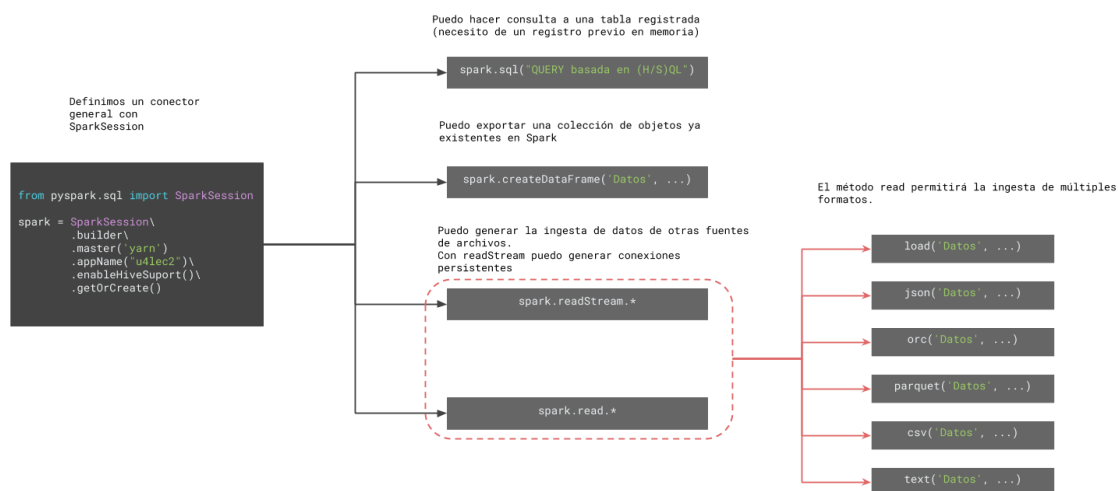 Puedo hacer consulta a una tabla registrada
(necesito de un registro previo en memoria)
spark.sql("QUERY basada en (H/S)QL")
Definimos un conector
general con
SparkSession
Puedo exportar una colección de objetos ya
existentes en Spark
from pyspark.sql import SparkSession
spark = SparkSession\
.builder\
.master('yarn')
.appName("u4lec2")\
.enableHiveSuport()\
.getOrCreate()
spark.createDataFrame('Datos', ...)
Puedo generar la ingesta de datos de otras fuentes
de archivos.
Con readStream puedo generar conexiones
persistentes
spark.readStream.*
spark.read.*
El método read permitirá la ingesta de múltiples
formatos.
load('Datos', ...)
json('Datos', ...)
orc('Datos', ...)
parquet('Datos', ...)
csv('Datos', ...)
text('Datos', ...)